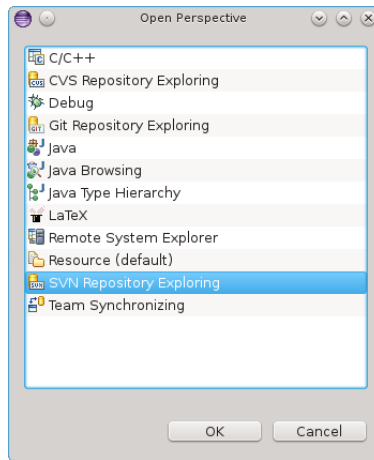 Open Perspective
C/C++
CVS Repository Exploring
Debug
Git Repository Exploring
Java
Java Browsing
Java Type Hierarchy
LaTeX
Remote System Explorer
Resource (default)
SVN Repository Exploring
Team Synchronizing
OK Cancel